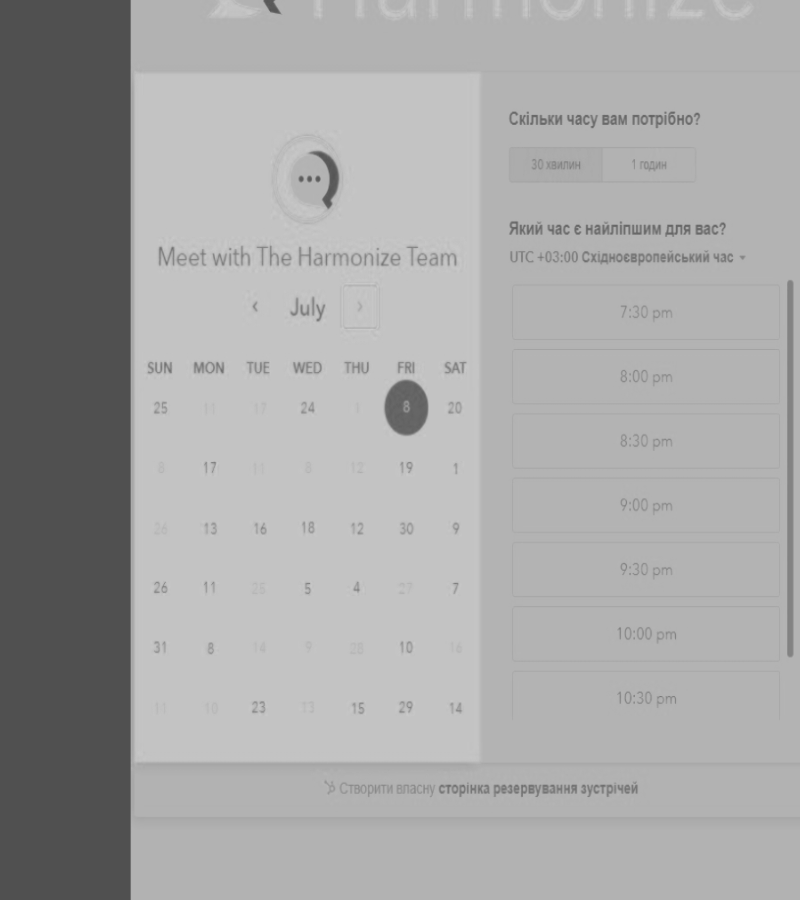 Harmonize
Meet with The Harmonize Team
‹ July ›
SUN MON TUE WED THU FRI SAT
25 11 17 24 1 8 20
8 17 11 8 12 19 1
26 13 16 18 12 30 9
26 11 25 5 4 27 7
31 8 14 9 28 10 16
11 10 23 13 15 29 14
Скільки часу вам потрібно?
30 хвилин 1 годин
Який час є найліпшим для вас?
UTC +03:00 Східноєвропейський час
7:30 pm
8:00 pm
8:30 pm
9:00 pm
9:30 pm
10:00 pm
10:30 pm
Створити власну сторінка резервування зустрічей